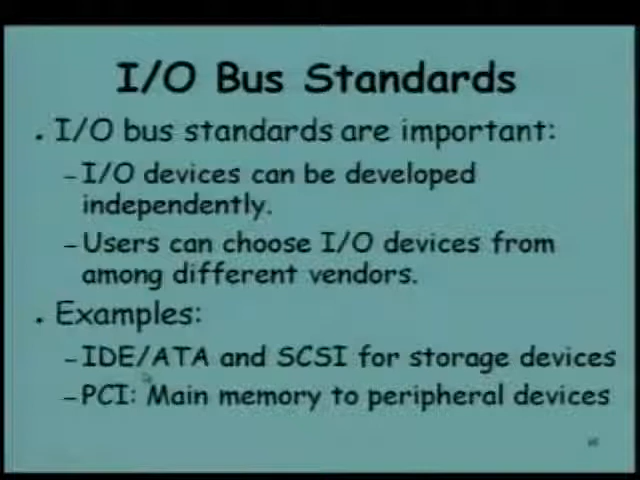 I/O Bus Standards
. I/O bus standards are important:
– I/O devices can be developed
independently.
– Users can choose I/O devices from
among different vendors.
. Examples:
– IDE/ATA and SCSI for storage devices
– PCI: Main memory to peripheral devices